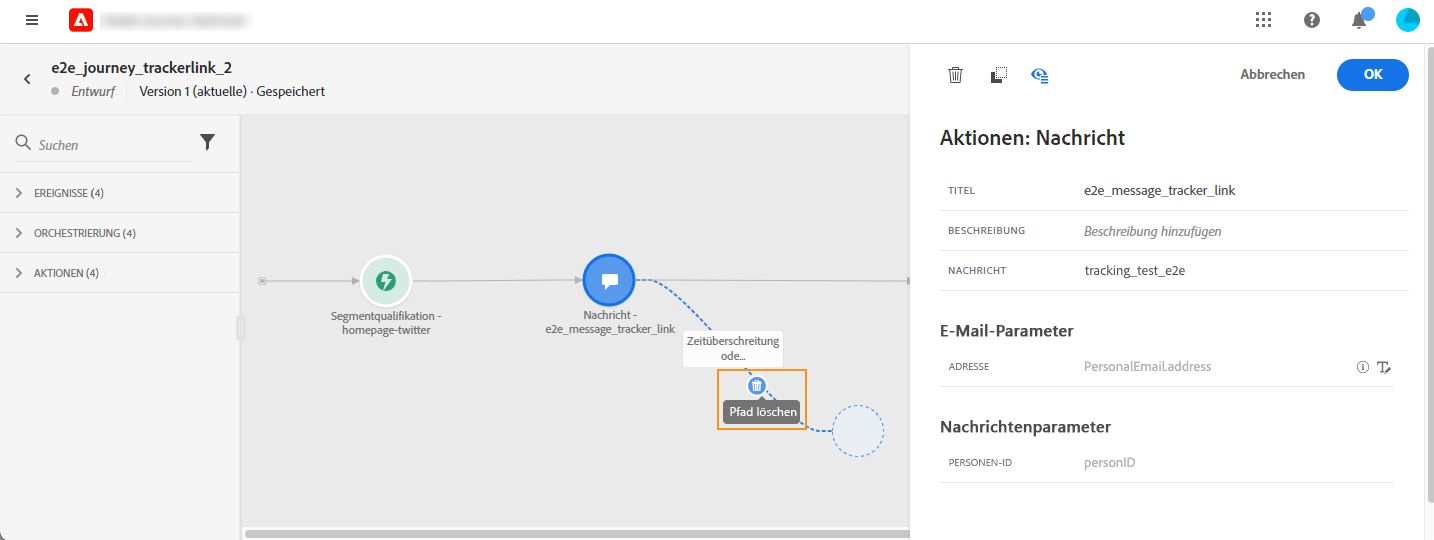 e2e_journey_trackerlink_2
Entwurf
Version 1 (aktuelle) · Gespeichert
Suchen
EREIGNISSE (4)
ORCHESTRIERUNG (4)
AKTIONEN (4)
Segmentqualifikation -
homepage-twitter
Nachricht -
e2e_message_tracker_link
Zeitüberschreitung
ode...
Pfad löschen
Abbrechen
OK
Aktionen: Nachricht
TITEL e2e_message_tracker_link
BESCHREIBUNG Beschreibung hinzufügen
NACHRICHT tracking_test_e2e
E-Mail-Parameter
ADRESSE PersonalEmail.address
Nachrichtenparameter
PERSONEN-ID personID